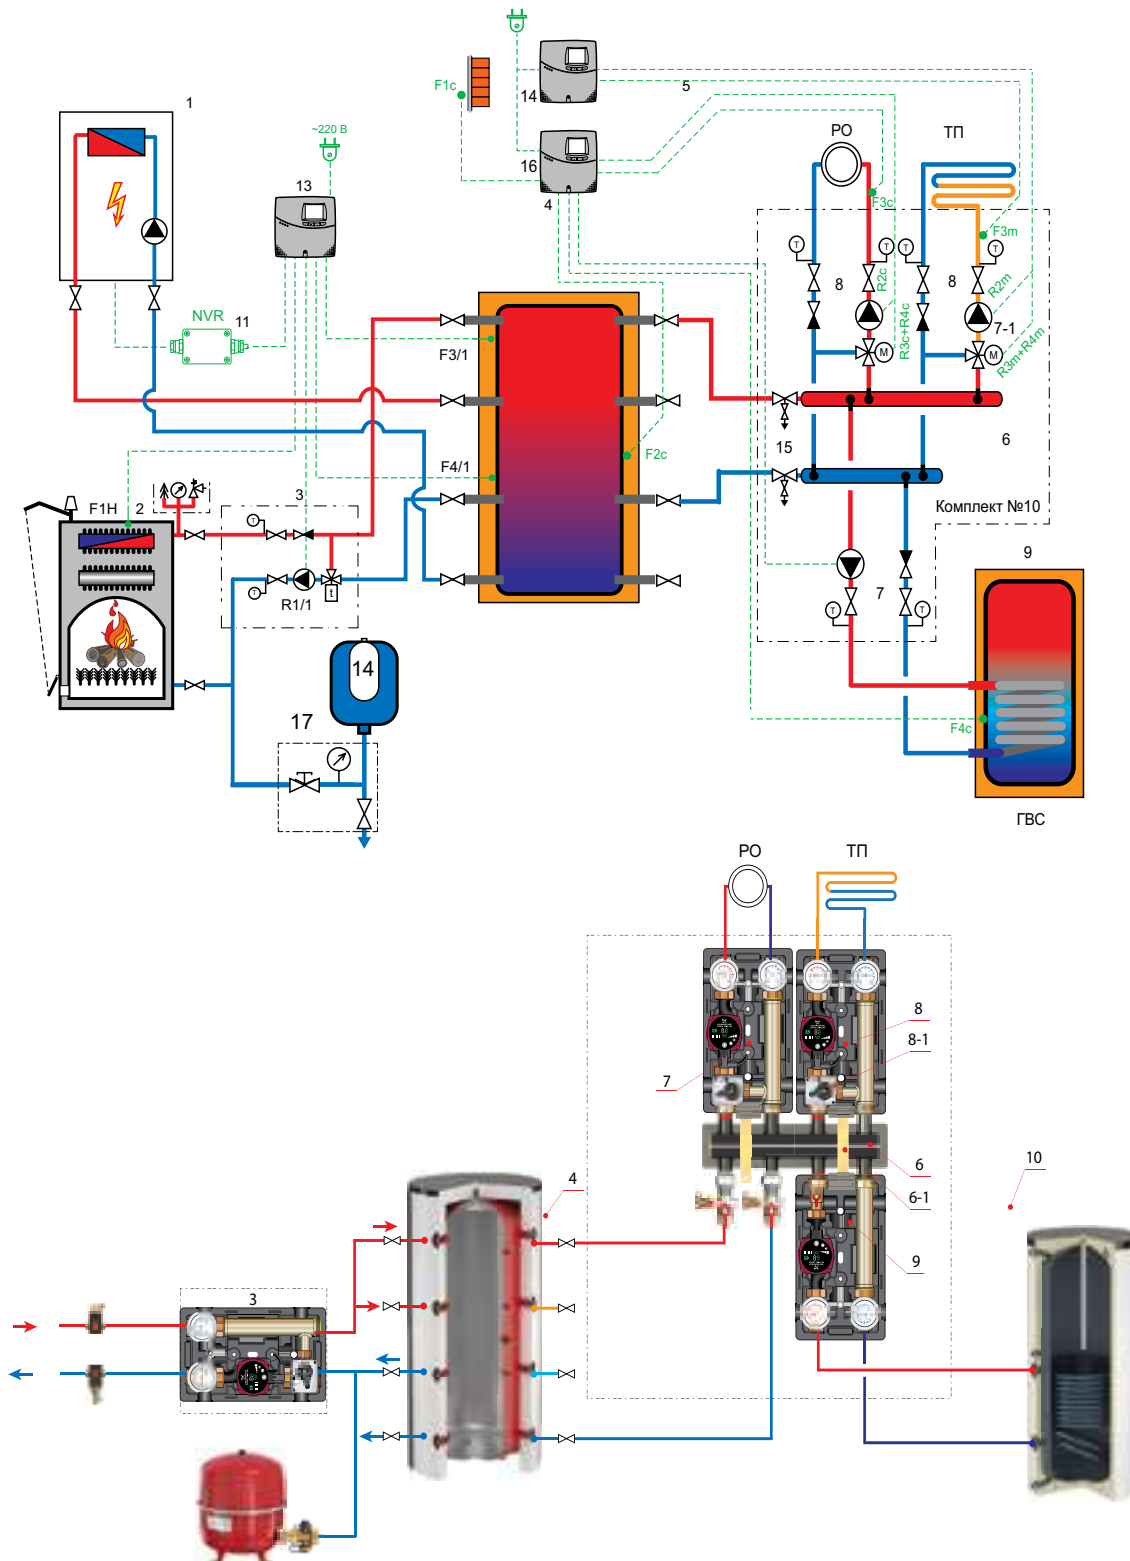 1
~220 В
13
NVR
11
F1c
14
16
4
5
РО
ТП
F3c
F3m
T
T
T
T
8
8
R2c
R2m
7-1
M
M
R3c+R4c
R3m+R4m
F3/1
F4/1
F2c
15
6
Комплект №10
F1H
2
3
T
T
R1/1
t
7
T
T
9
14
17
F4c
ГВС
РО
ТП
8
8-1
7
6
6-1
9
10
4
3